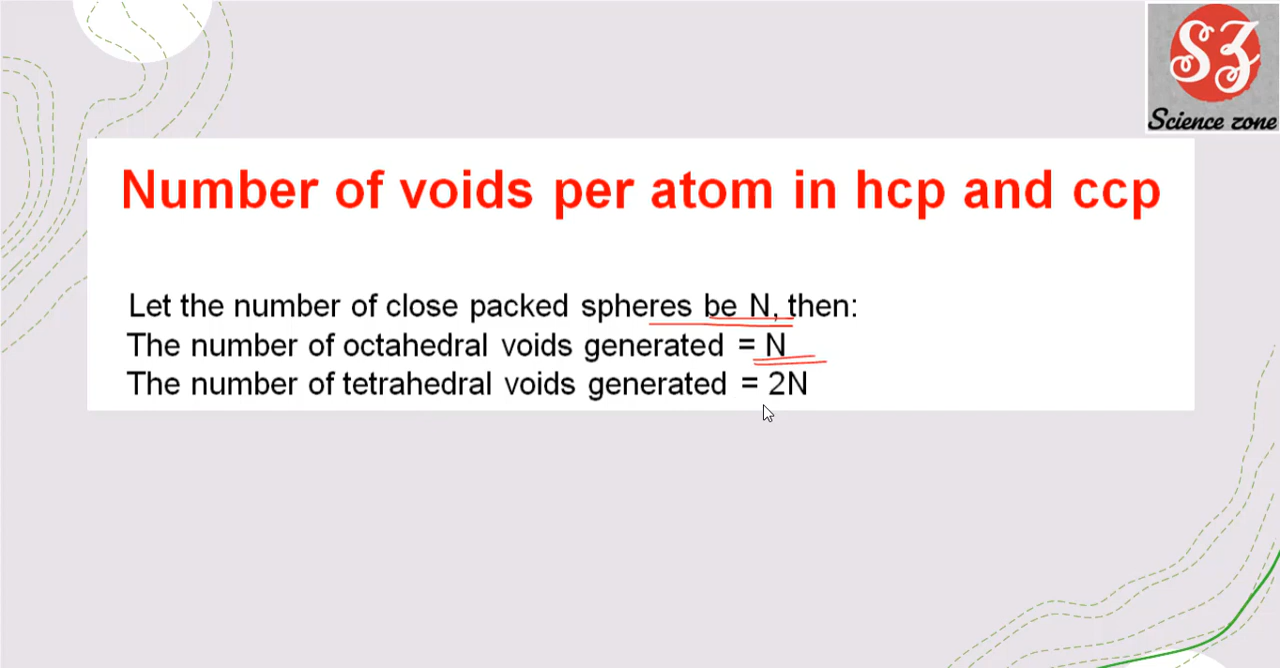 SZ
Science zone
Number of voids per atom in hcp and ccp
Let the number of close packed spheres be N, then:
The number of octahedral voids generated = N
The number of tetrahedral voids generated = 2N